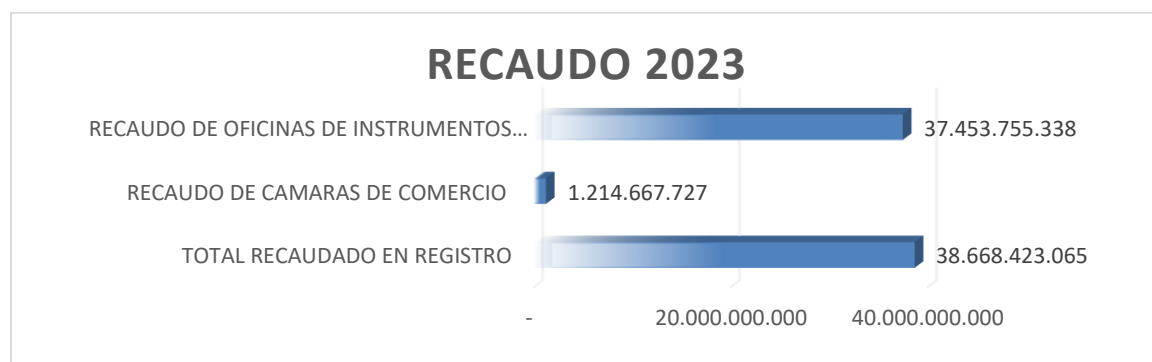 RECAUDO 2023
RECAUDO DE OFICINAS DE INSTRUMENTOS... 37.453.755.338
RECAUDO DE CAMARAS DE COMERCIO 1.214.667.727
TOTAL RECAUDADO EN REGISTRO 38.668.423.065
- 20.000.000.000 40.000.000.000